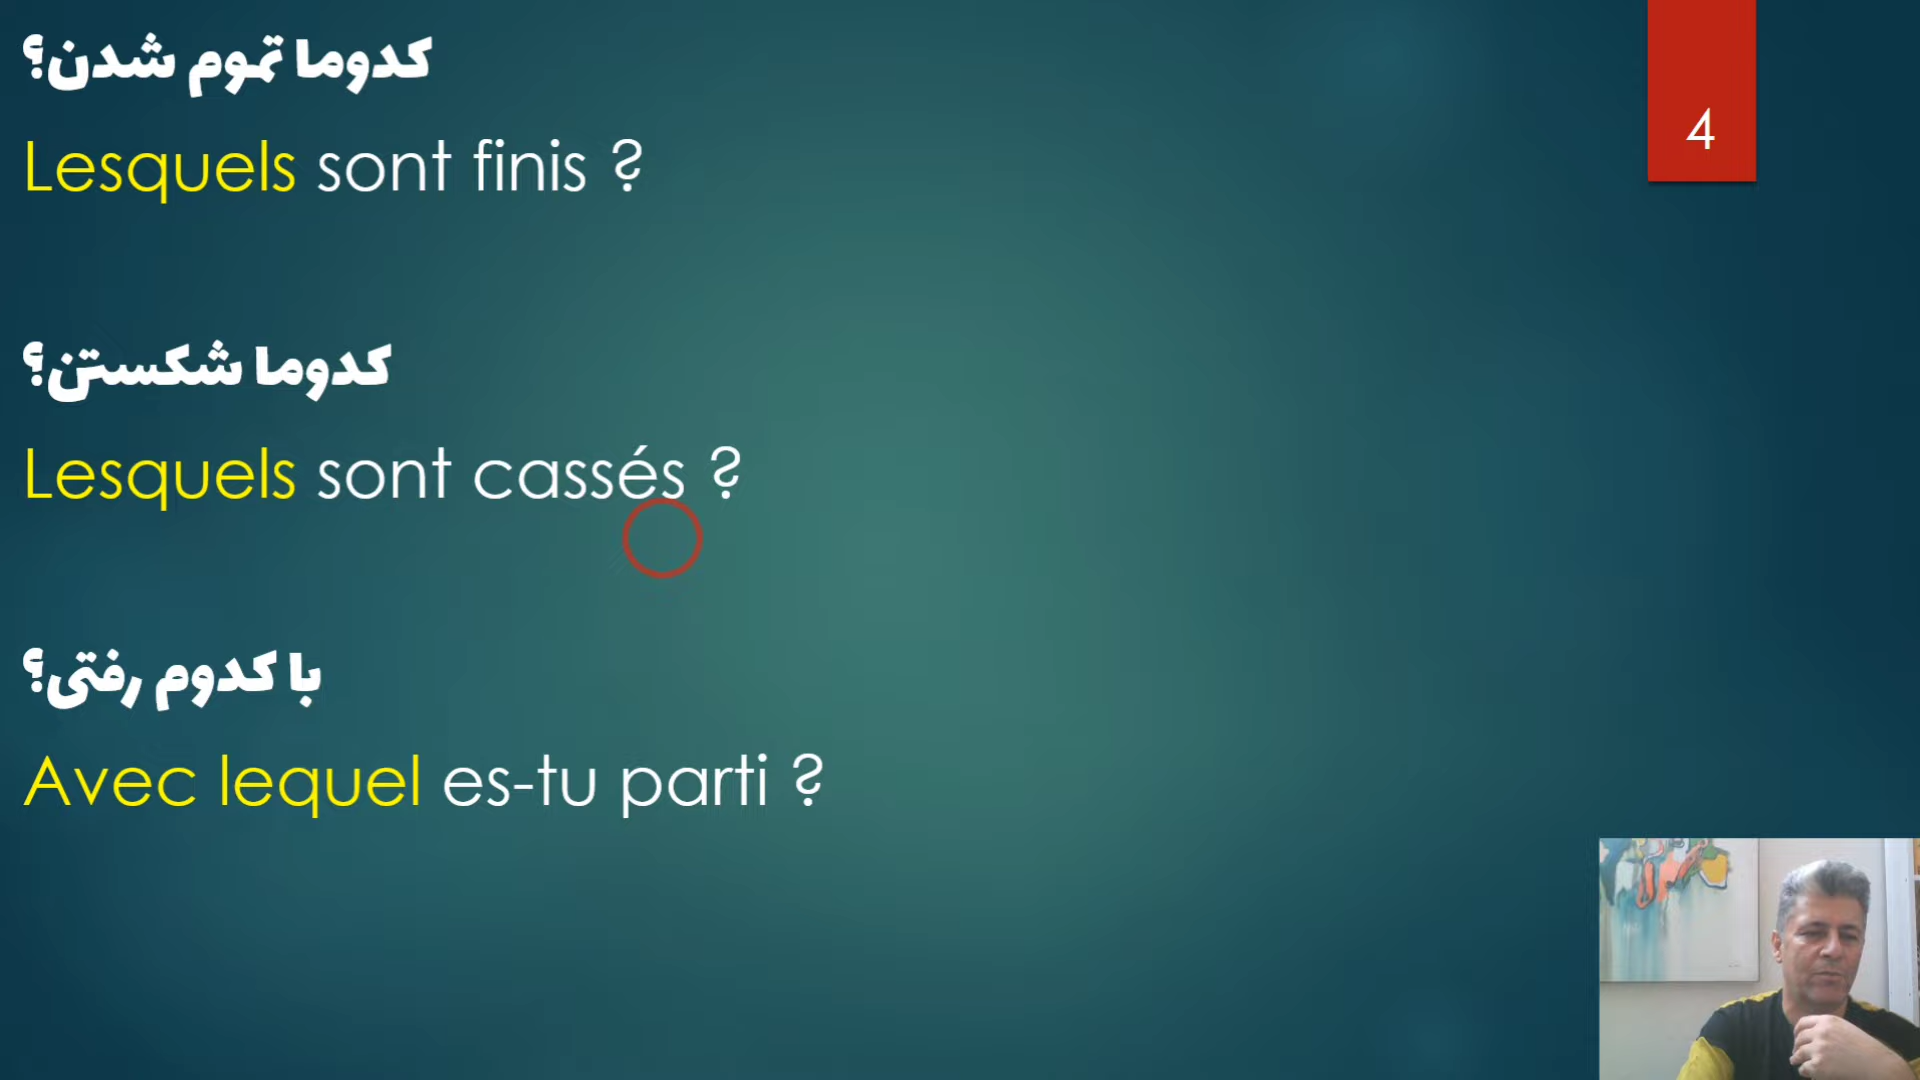 کدوما تموم شدن؟
4
Lesquels sont finis ?
کدوما شکستن؟
Lesquels sont cassés ?
با کدوم رفتی؟
Avec lequel es-tu parti ?